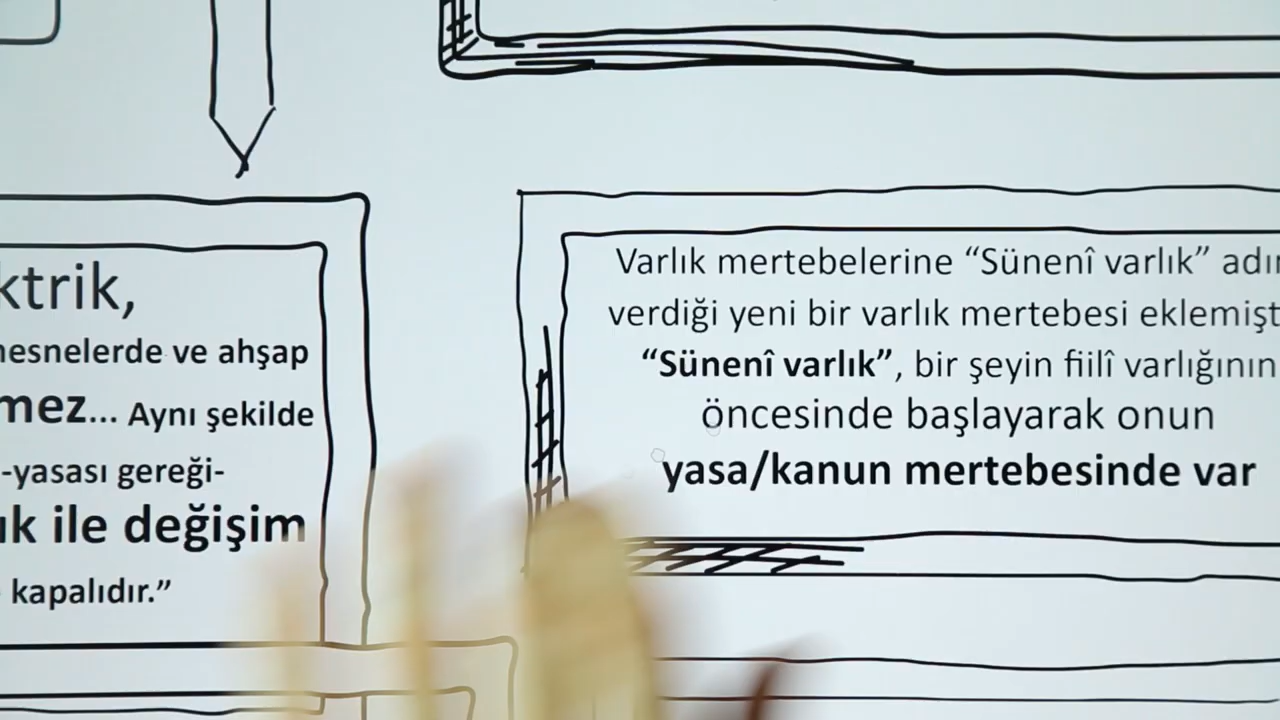 ktrik,
nesnelerde ve ahşap
mez... Aynı şekilde
-yasası gereği-
ık ile değişim
kapalıdır.”
Varlık mertebelerine “Sünenî varlık”
verdiği yeni bir varlık mertebesi eklemişt
“Sünenî varlık”, bir şeyin fiilî varlığının
öncesinde başlayarak onun
yasa/kanun mertebesinde var